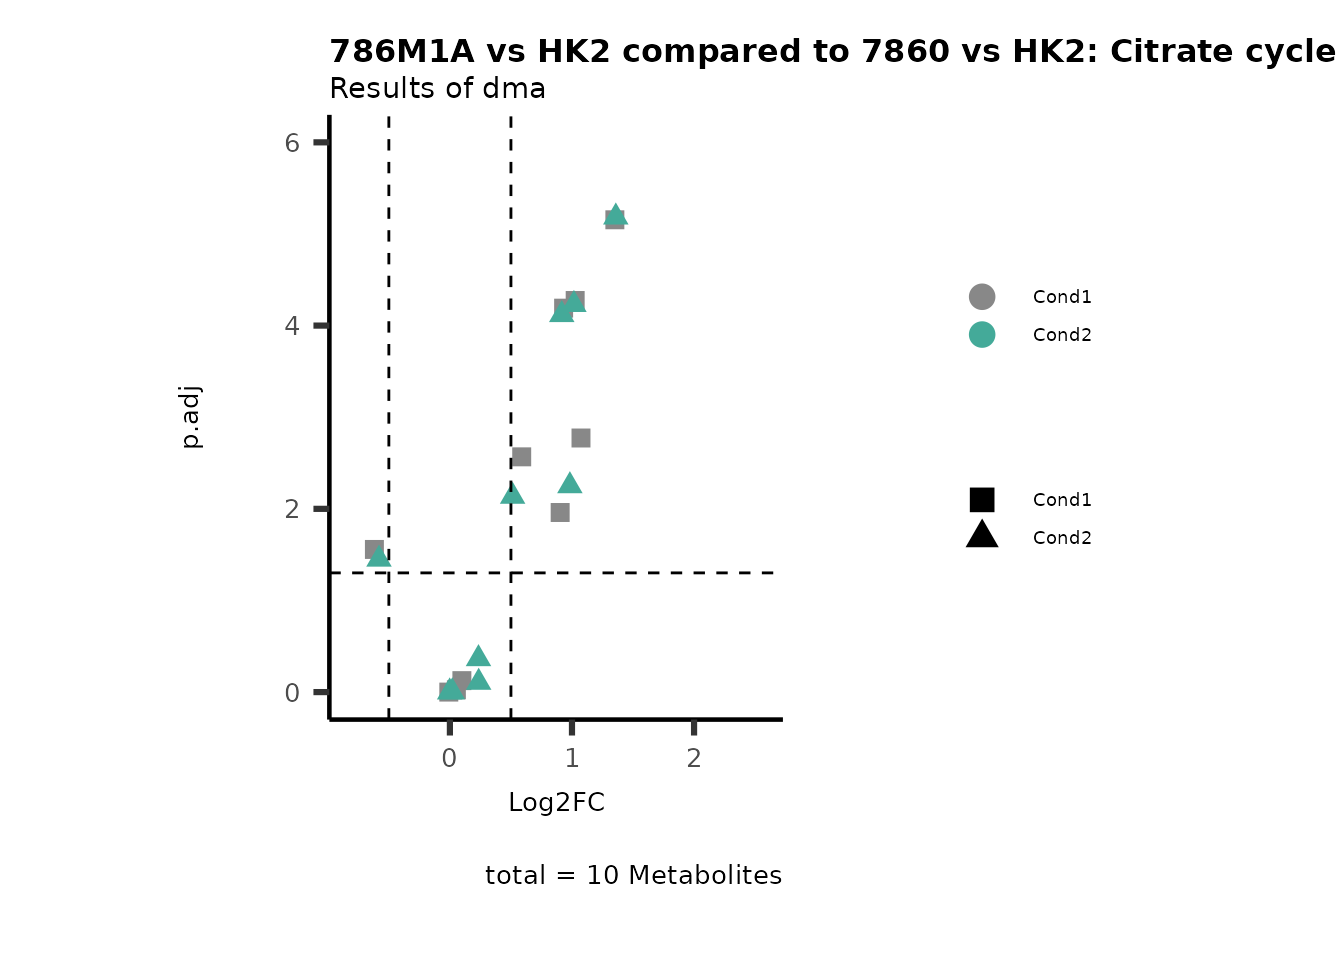 786M1A vs HK2 compared to 786O vs HK2: Citrate cycle
Results of dma
6
4
2
0
p.adj
0 1 2
Log2FC
total = 10 Metabolites
Cond1
Cond2
Cond1
Cond2